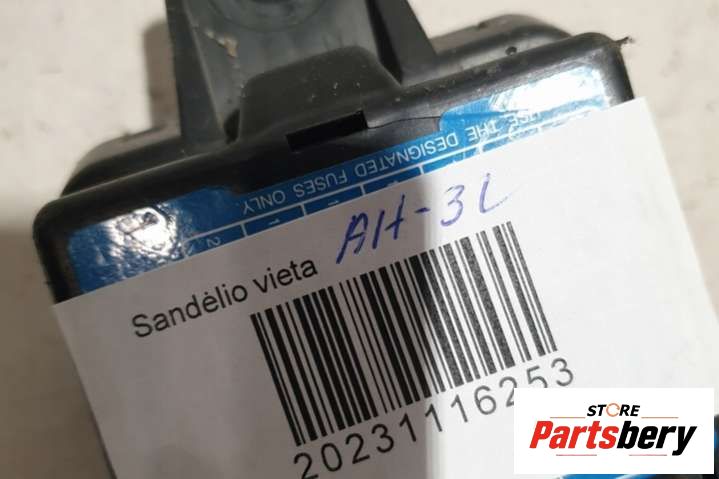 USE THE DESIGNATED FUSES ONLY
Sandėlio vieta AH-3L
20231116253
STORE
Partsbery